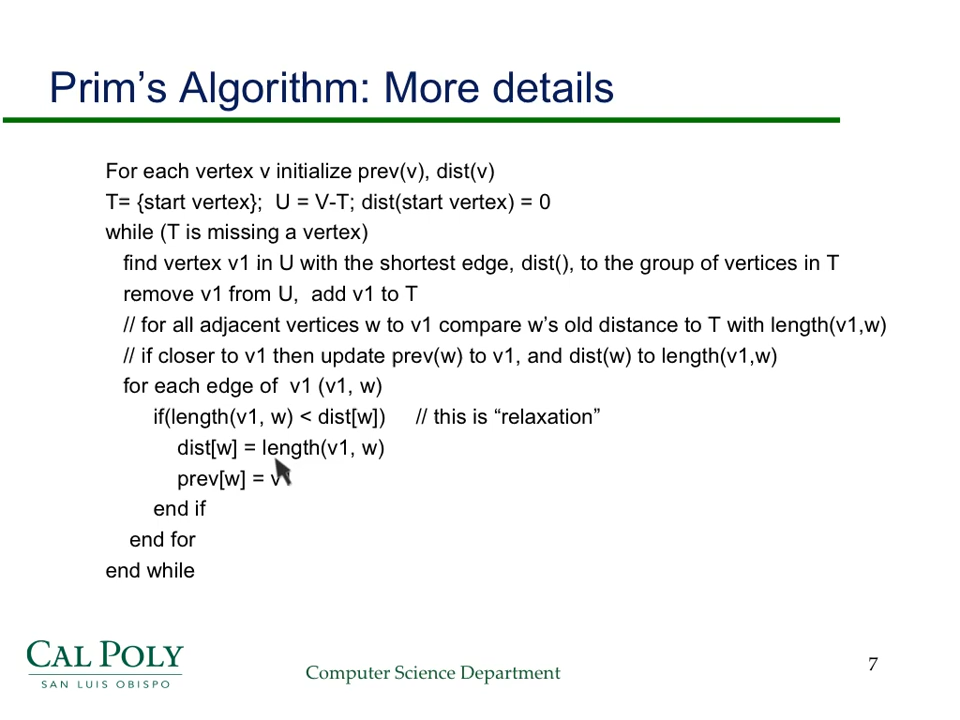 Prim's Algorithm: More details
For each vertex v initialize prev(v), dist(v)
T= {start vertex}; U = V-T; dist(start vertex) = 0
while (T is missing a vertex)
find vertex v1 in U with the shortest edge, dist(), to the group of vertices in T
remove v1 from U, add v1 to T
// for all adjacent vertices w to v1 compare w's old distance to T with length(v1,w)
// if closer to v1 then update prev(w) to v1, and dist(w) to length(v1,w)
for each edge of v1 (v1, w)
if(length(v1, w) < dist[w]) // this is “relaxation”
dist[w] = length(v1, w)
prev[w] =
end if
end for
end while
CAL POLY
SAN LUIS OBISPO
Computer Science Department
7